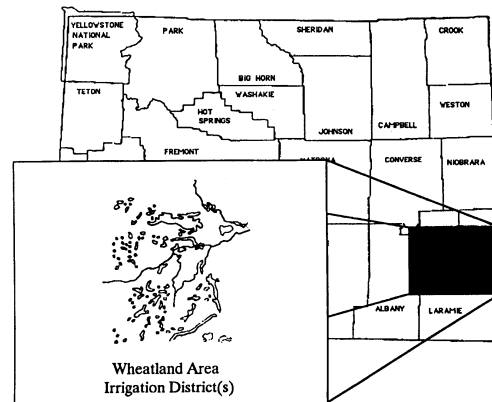 YELLOWSTONE
NATIONAL
PARK
PARK
SHERIDAN
CROOK
BIG HORN
TETON
WASHAKIE
HOT
SPRINGS
JOHNSON
CAMPBELL
WESTON
FREMONT
CONVERSE
NIOBRARA
ALBANY
LARAMIE
Wheatland Area
Irrigation District(s)